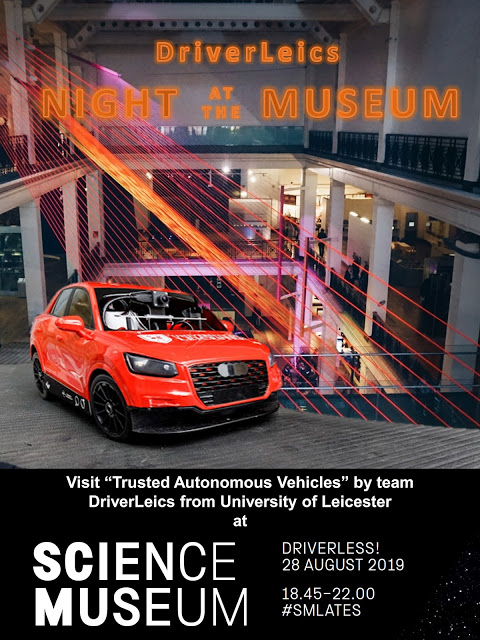 DriverLeics
NIGHT AT THE MUSEUM
Visit “Trusted Autonomous Vehicles” by team
DriverLeics from University of Leicester
at
SCIENCE
MUSEUM
DRIVERLESS!
28 AUGUST 2019
18.45–22.00
#SMLATES